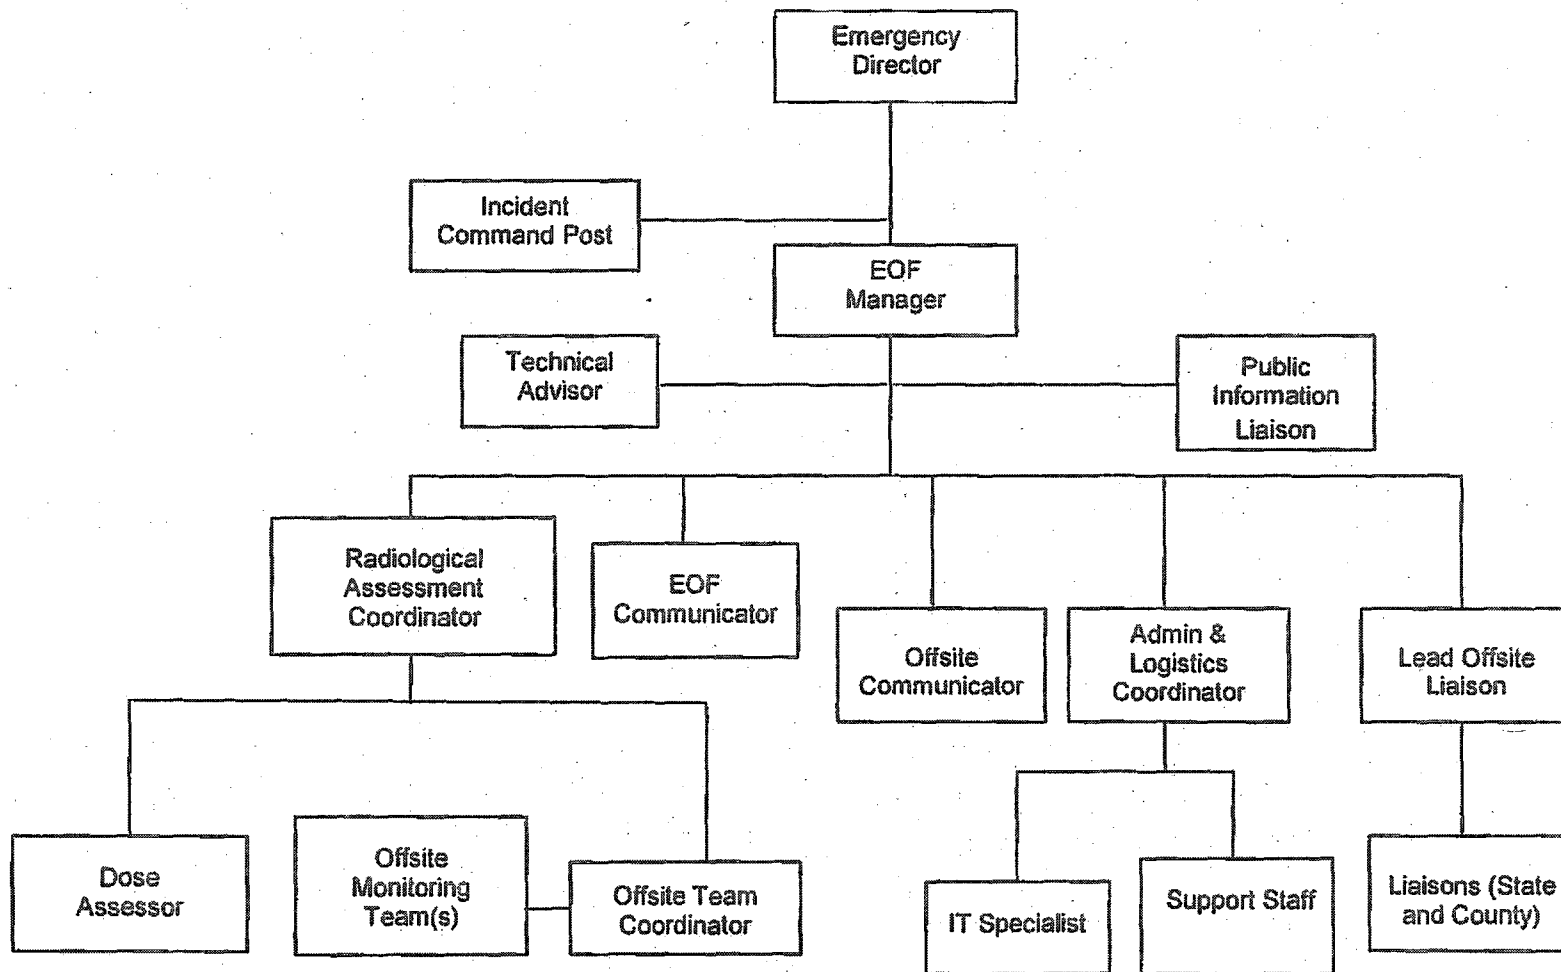 Emergency
Director
Incident
Command Post
EOF
Manager
Technical
Advisor
Public
Information
Liaison
Radiological
Assessment
Coordinator
EOF
Communicator
Offsite
Communicator
Admin &
Logistics
Coordinator
Lead Offsite
Liaison
Dose
Assessor
Offsite
Monitoring
Team(s)
Offsite Team
Coordinator
IT Specialist
Support Staff
Liaisons (State
and County)